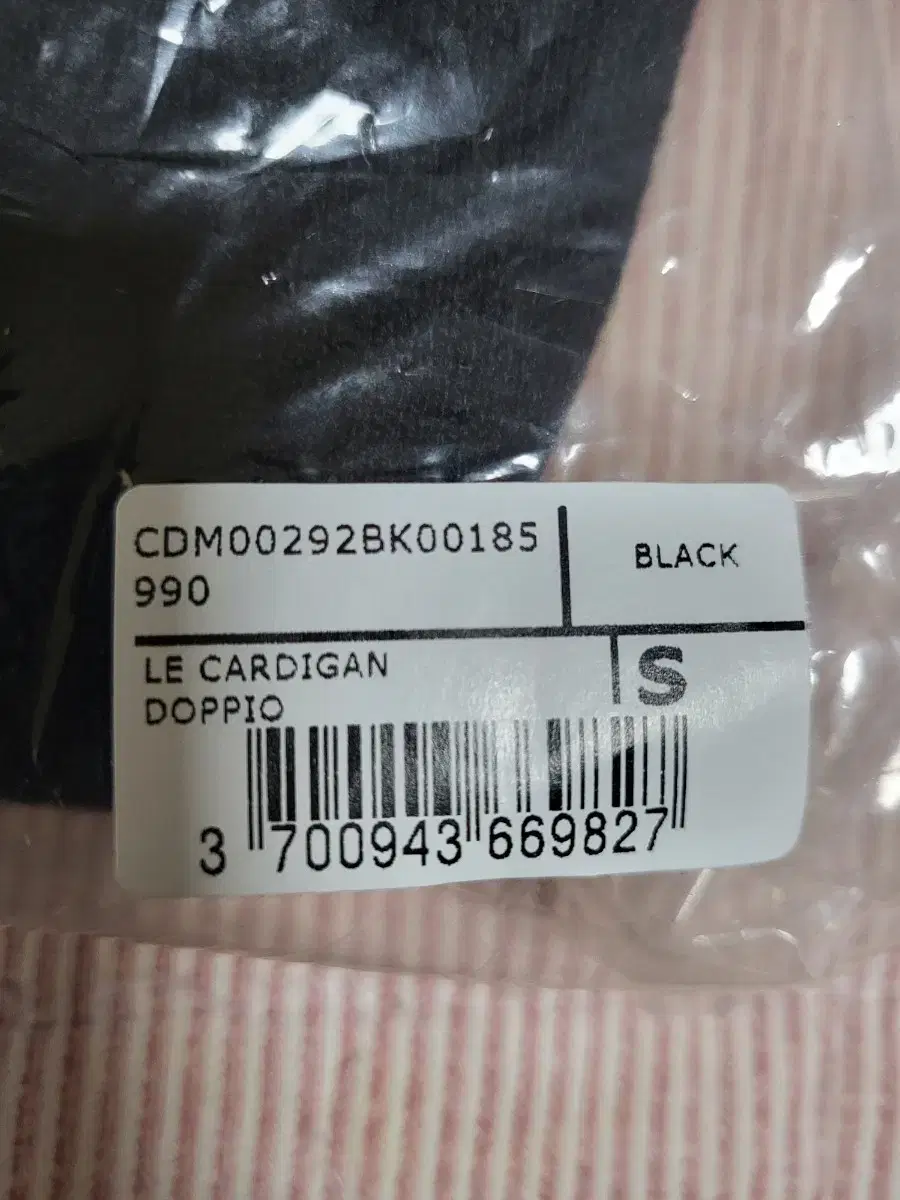 CDM00292BK00185
990
BLACK
LE CARDIGAN
DOPPIO
S
3 700943 669827